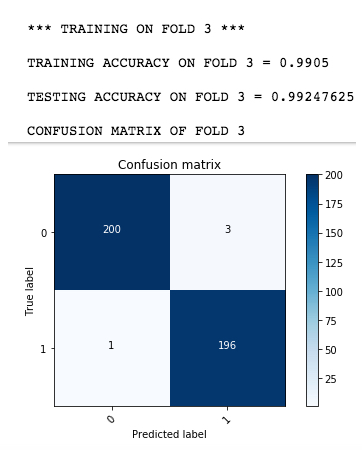 *** TRAINING ON FOLD 3 ***
TRAINING ACCURACY ON FOLD 3 = 0.9905
TESTING ACCURACY ON FOLD 3 = 0.99247625
CONFUSION MATRIX OF FOLD 3
Confusion matrix
200
3
1
196
0
1
True label
0
1
Predicted label
200
175
150
125
100
75
50
25